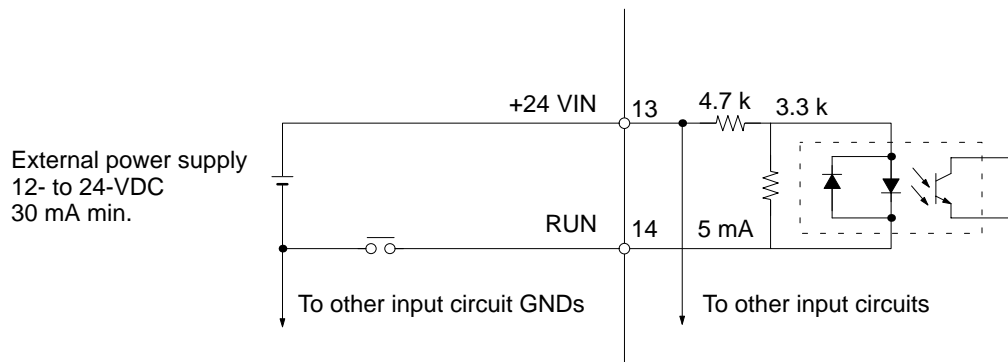 +24 VIN
13
4.7 k
3.3 k
External power supply
12- to 24-VDC
30 mA min.
RUN
14
5 mA
To other input circuit GNDs
To other input circuits